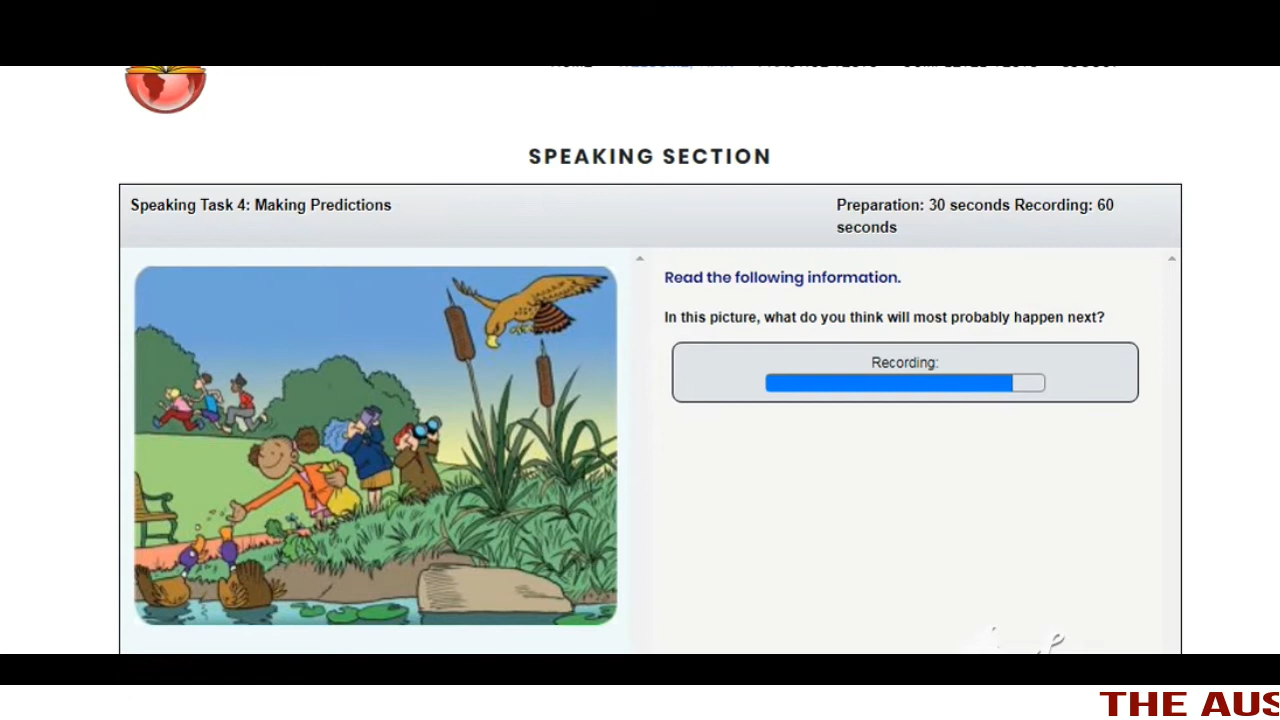 SPEAKING SECTION
Speaking Task 4: Making Predictions
Preparation: 30 seconds Recording: 60
seconds
Read the following information.
In this picture, what do you think will most probably happen next?
Recording:
THE AUS